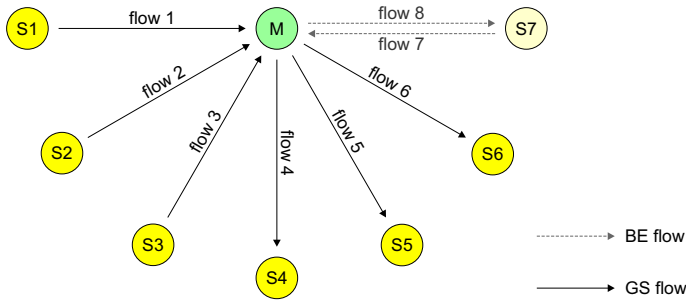 flow 1
S1
M
flow 8
flow 7
S7
flow 2
flow 3
flow 4
flow 5
flow 6
S2
S6
S3
S4
S5
BE flow
GS flow